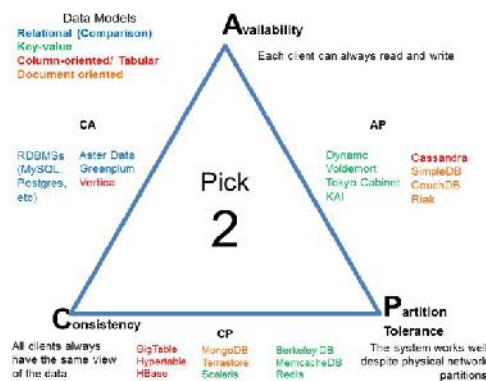 Data Models
Relational (Comparison)
Key-value
Column-oriented/ Tabular
Document oriented
Availability
Each client can always read and write
CA
RDBMSs
(MySQL,
Postgres,
etc)
Aster Data
Greenplum
Vertica
AP
Dynamo
Voldemort
Tokyo Cabinet
KAI
Cassandra
SimpleDB
CouchDB
Riak
Pick
2
Consistency
All clients always
have the same view
of the data
CP
BigTable
Hypertable
HBase
MongoDB
Terrastore
Scalaris
Berkeley DB
MemcacheDB
Redis
Partition
Tolerance
The system works well
despite physical network
partitions